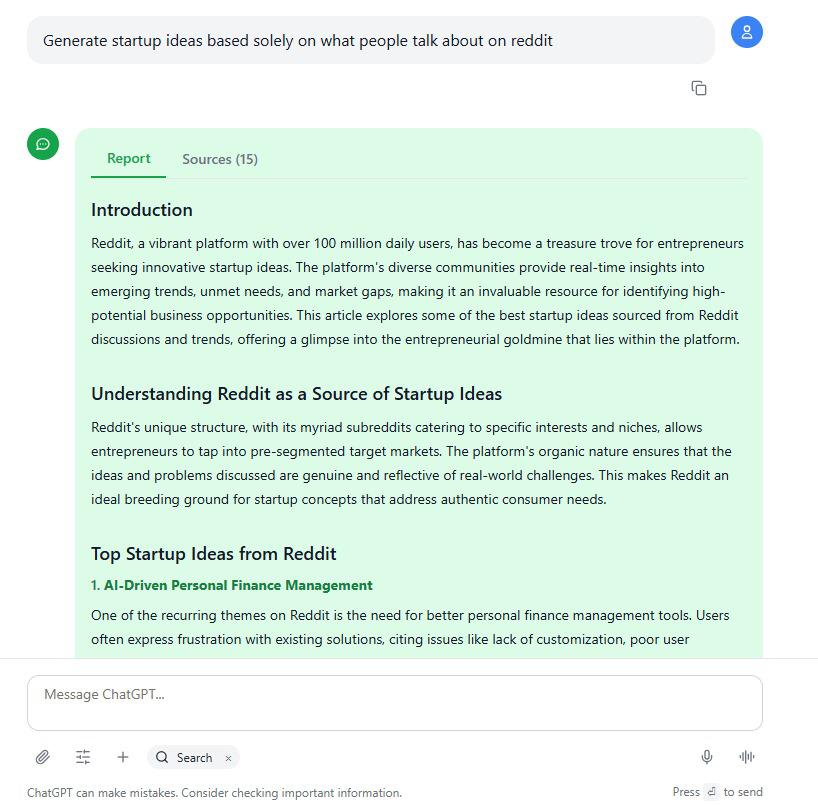 Generate startup ideas based solely on what people talk about on reddit
Report Sources (15)
Introduction
Reddit, a vibrant platform with over 100 million daily users, has become a treasure trove for entrepreneurs
seeking innovative startup ideas. The platform's diverse communities provide real-time insights into
emerging trends, unmet needs, and market gaps, making it an invaluable resource for identifying high-
potential business opportunities. This article explores some of the best startup ideas sourced from Reddit
discussions and trends, offering a glimpse into the entrepreneurial goldmine that lies within the platform.
Understanding Reddit as a Source of Startup Ideas
Reddit's unique structure, with its myriad subreddits catering to specific interests and niches, allows
entrepreneurs to tap into pre-segmented target markets. The platform's organic nature ensures that the
ideas and problems discussed are genuine and reflective of real-world challenges. This makes Reddit an
ideal breeding ground for startup concepts that address authentic consumer needs.
Top Startup Ideas from Reddit
1. AI-Driven Personal Finance Management
One of the recurring themes on Reddit is the need for better personal finance management tools. Users
often express frustration with existing solutions, citing issues like lack of customization, poor user
Message ChatGPT...
Search ×
ChatGPT can make mistakes. Consider checking important information.
Press ⏎ to send